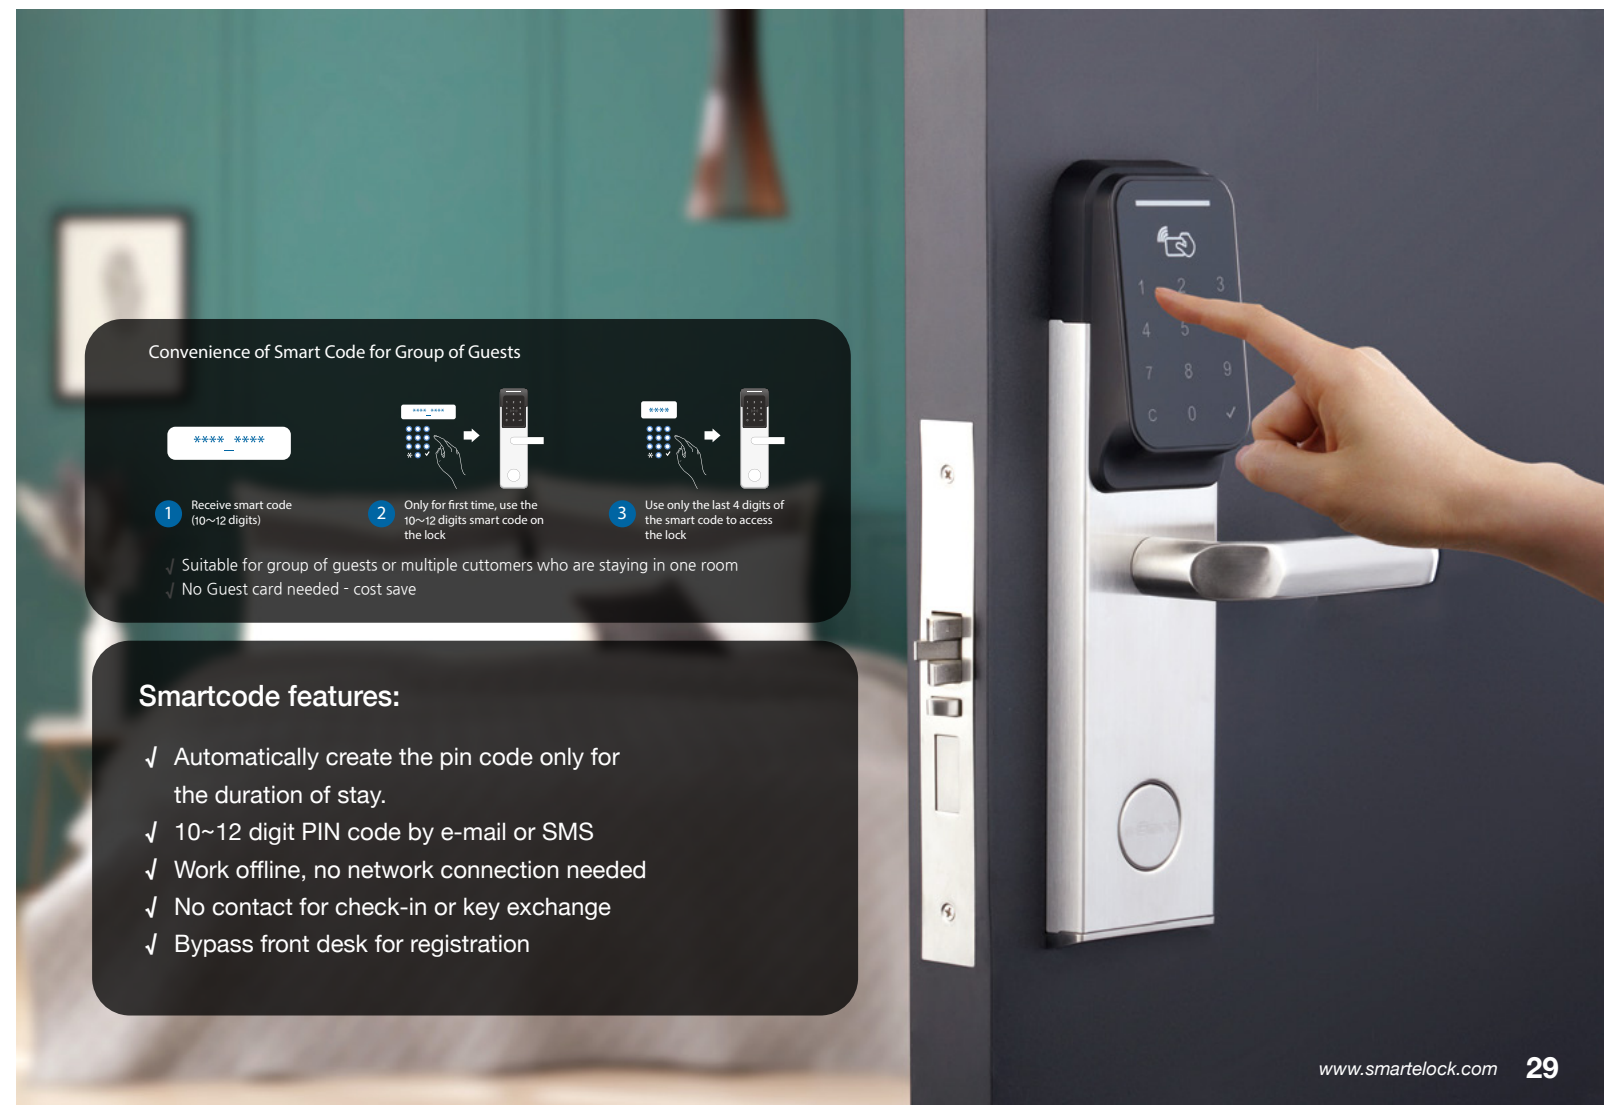 Convenience of Smart Code for Group of Guests
****_****
****_****
****
1 Receive smart code
(10~12 digits)
2 Only for first time, use the
10~12 digits smart code on
the lock
3 Use only the last 4 digits of
the smart code to access
the lock
√ Suitable for group of guests or multiple cuttomers who are staying in one room
√ No Guest card needed - cost save
Smartcode features:
√ Automatically create the pin code only for
the duration of stay.
√ 10~12 digit PIN code by e-mail or SMS
√ Work offline, no network connection needed
√ No contact for check-in or key exchange
√ Bypass front desk for registration
1 2 3
4 5
7 8 9
C 0 ✓
www.smartelock.com 29